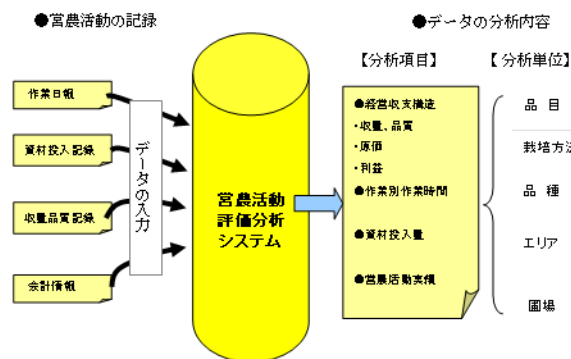 ●営農活動の記録
●データの分析内容
【分析項目】
【 分析単位】
作業日報
資材投入記録
収量品質記録
会計情報
データの入力
営農活動
評価分析
システム
●経営収支構造
・収量、品質
・原価
・利益
●作業別作業時間
●資材投入量
●営農活動実績
品 目
栽培方法
品 種
エリア
圃場